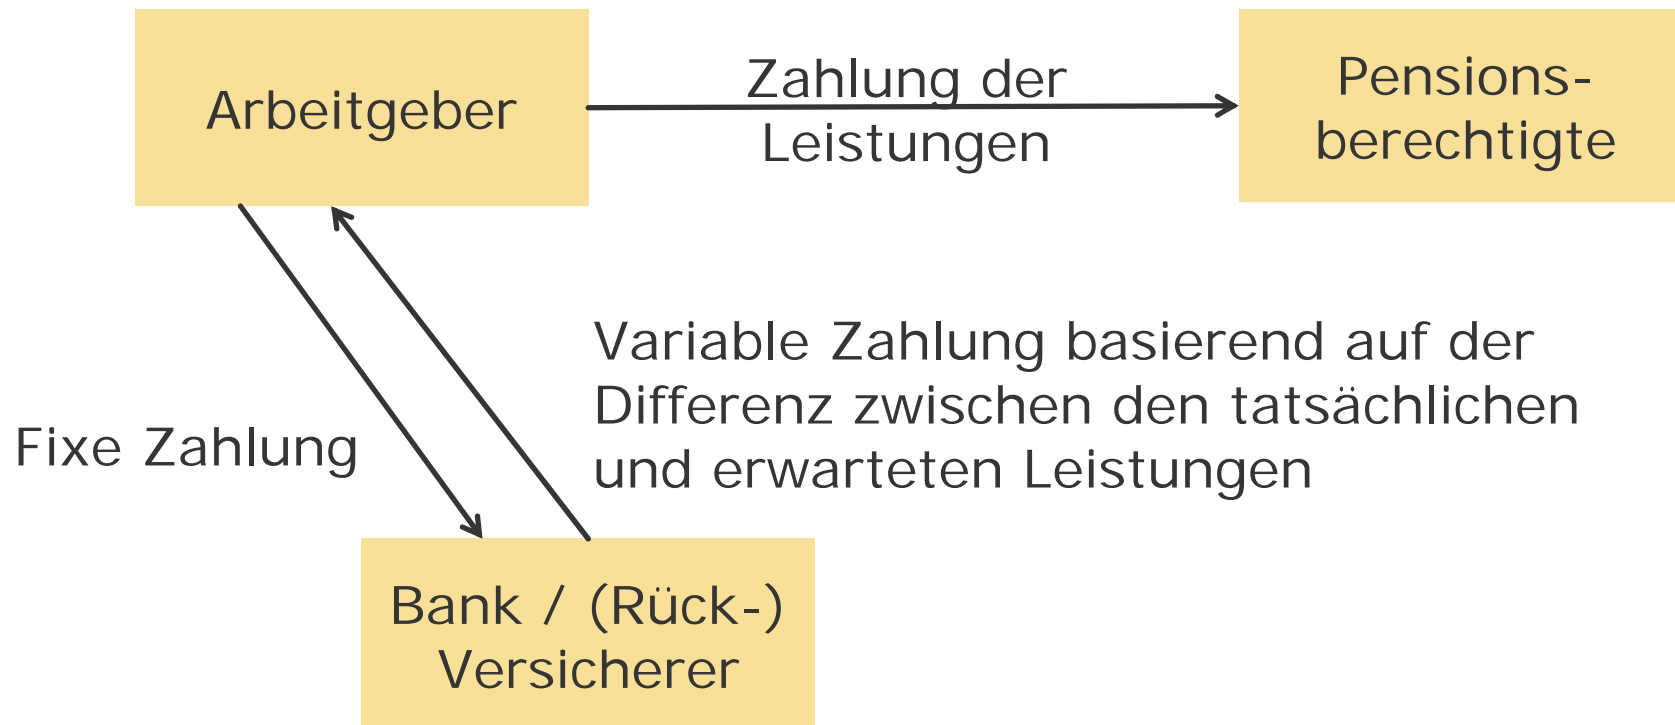 Arbeitgeber
Zahlung der
Leistungen
Pensions-
berechtigte
Fixe Zahlung
Variable Zahlung basierend auf der
Differenz zwischen den tatsächlichen
und erwarteten Leistungen
Bank / (Rück-)
Versicherer